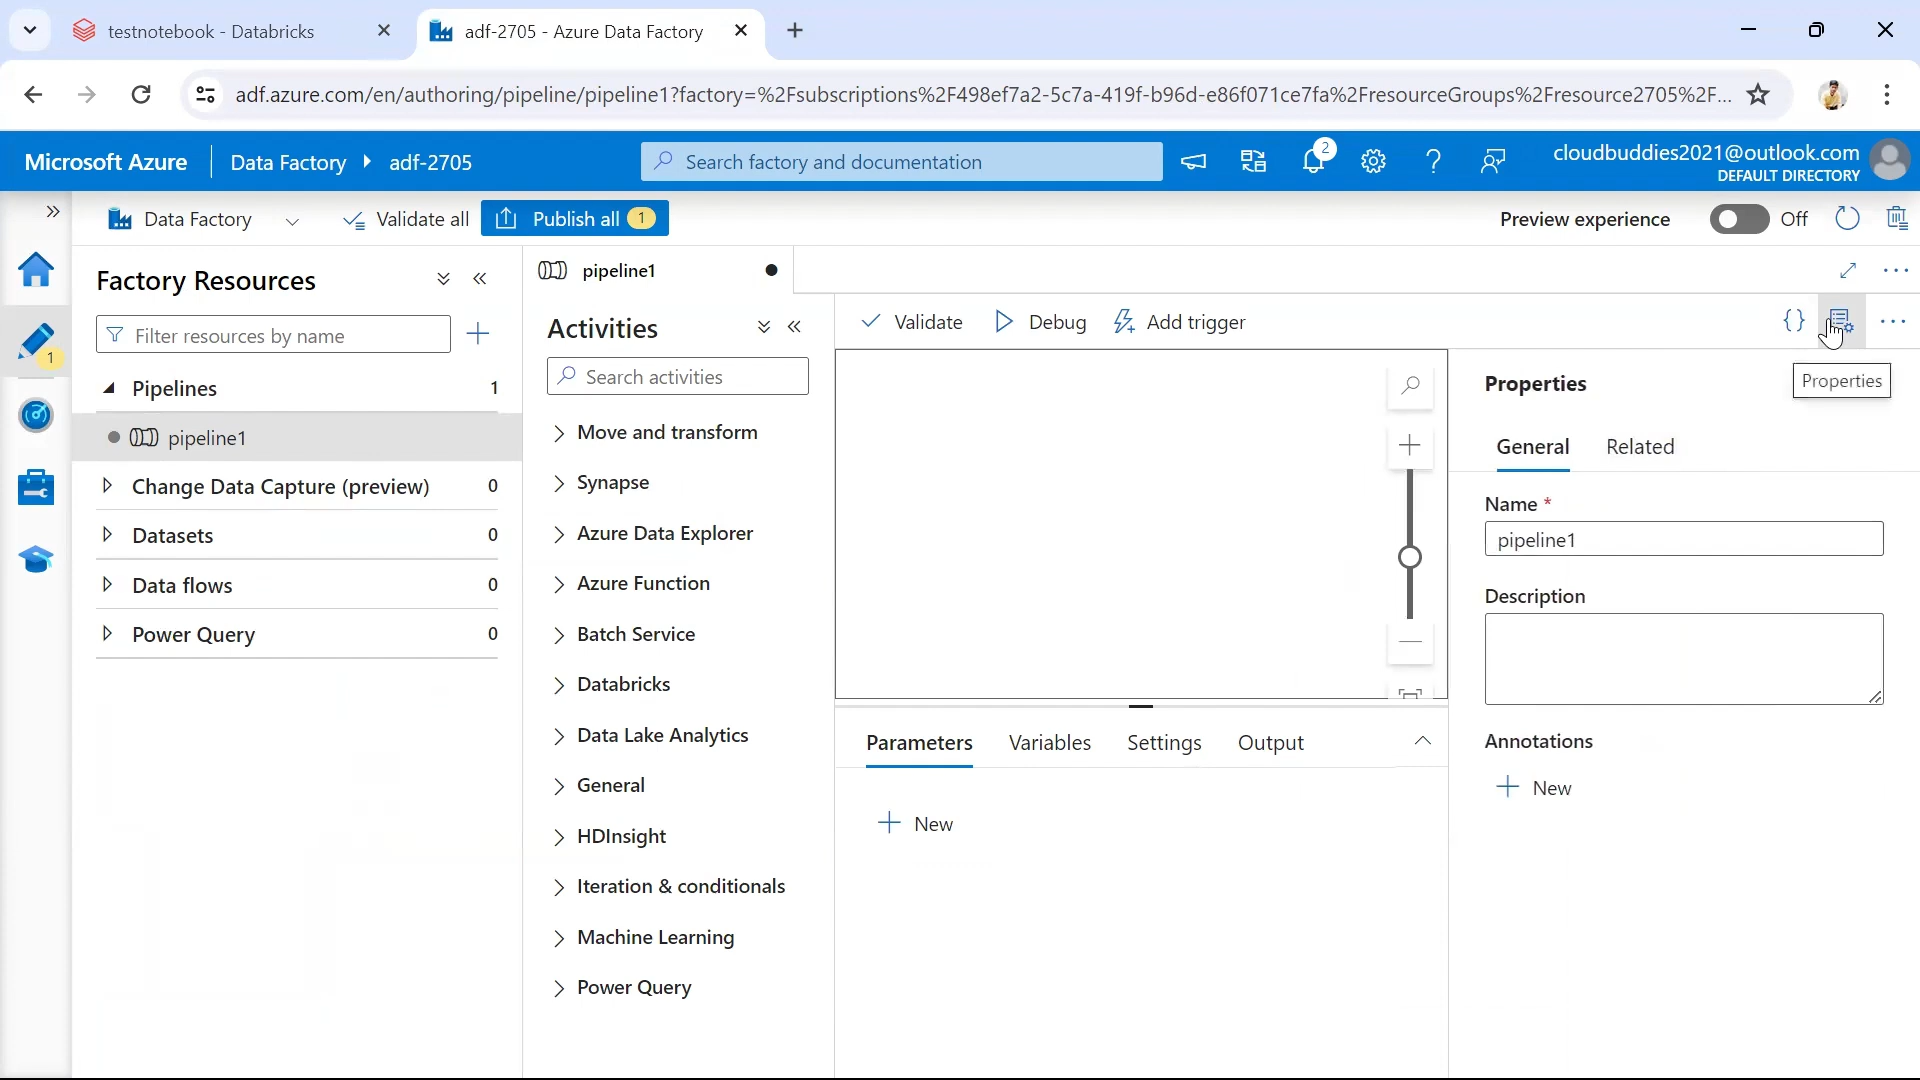 testnotebook - Databricks
adf-2705 - Azure Data Factory
adf.azure.com/en/authoring/pipeline/pipeline1?factory=%2Fsubscriptions%2F498ef7a2-5c7a-419f-b96d-e86f071ce7fa%2FresourceGroups%2Fresource2705%2F...
Microsoft Azure
Data Factory
adf-2705
Search factory and documentation
2
cloudbuddies2021@outlook.com
DEFAULT DIRECTORY
Data Factory
Validate all
Publish all 1
Preview experience
Off
1
Factory Resources
Filter resources by name
Pipelines 1
pipeline1
Change Data Capture (preview) 0
Datasets 0
Data flows 0
Power Query 0
pipeline1
Activities
Search activities
Move and transform
Synapse
Azure Data Explorer
Azure Function
Batch Service
Databricks
Data Lake Analytics
General
HDInsight
Iteration & conditionals
Machine Learning
Power Query
Validate
Debug
Add trigger
Parameters
Variables
Settings
Output
New
Properties
Properties
General
Related
Name *
pipeline1
Description
Annotations
New